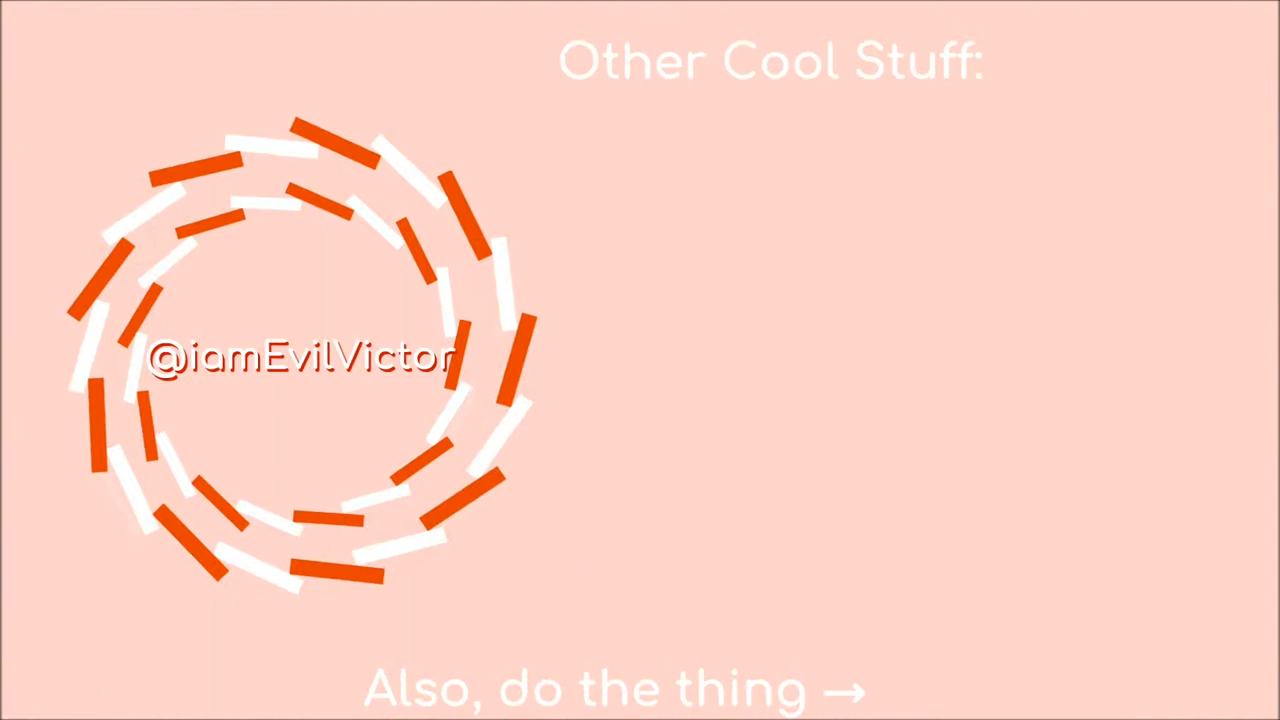 Other Cool Stuff:
@iamEvilVictor
Also, do the thing →